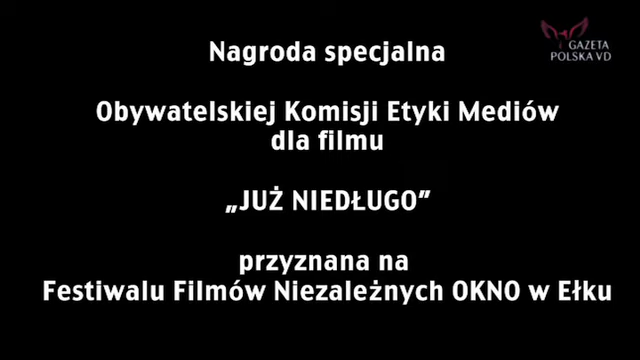 Nagroda specjalna
GAZETA
POLSKA VD
Obywatelskiej Komisji Etyki Mediów
dla filmu
„JUŻ NIEDŁUGO”
przyznana na
Festiwalu Filmów Niezależnych OKNO w Ełku